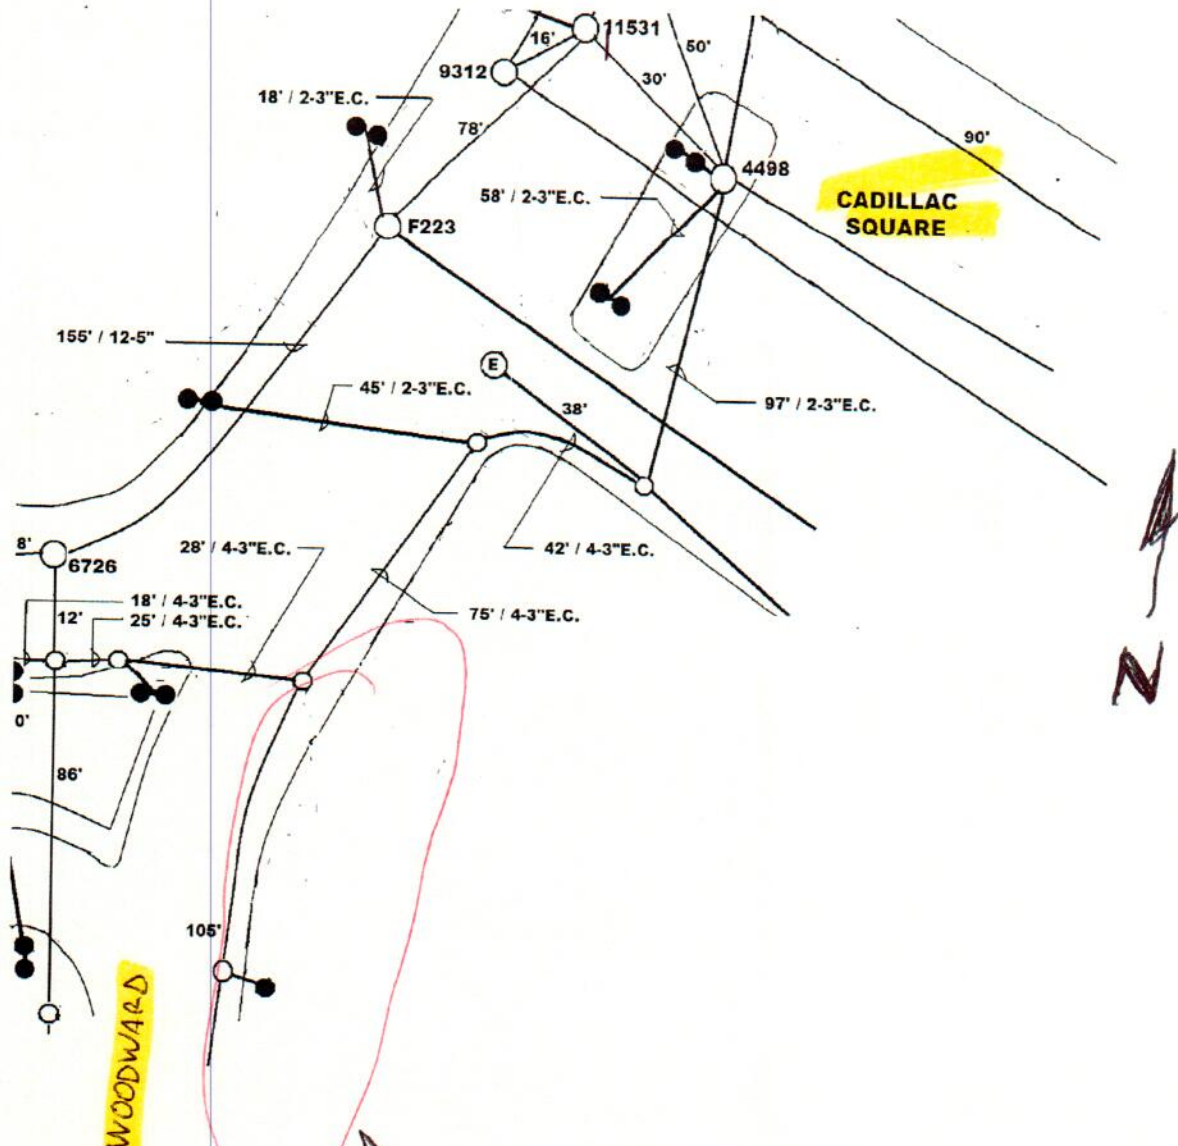 11531
16'
50'
9312
30'
18' / 2-3"E.C.
78'
90'
4498
58' / 2-3"E.C.
CADILLAC
SQUARE
F223
155' / 12-5"
E
45' / 2-3"E.C.
38'
97' / 2-3"E.C.
8'
28' / 4-3"E.C.
42' / 4-3"E.C.
6726
18' / 4-3"E.C.
12'
25' / 4-3"E.C.
75' / 4-3"E.C.
N
0'
86'
105'
WOODWARD